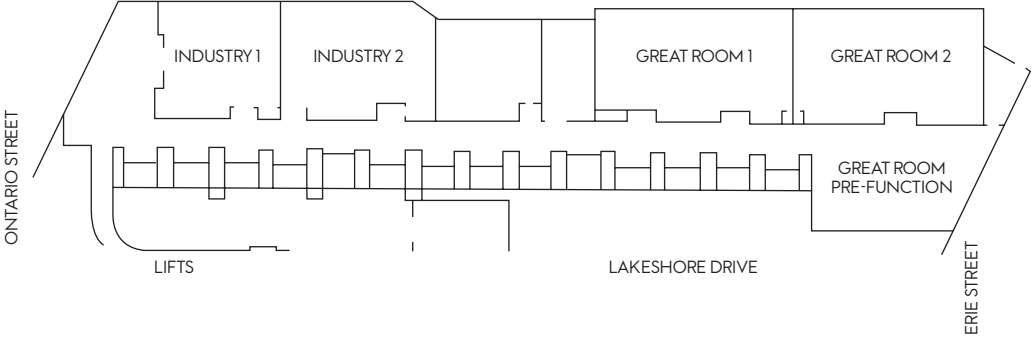 INDUSTRY 1
INDUSTRY 2
GREAT ROOM 1
GREAT ROOM 2
ONTARIO STREET
GREAT ROOM
PRE-FUNCTION
LIFTS
LAKESHORE DRIVE
ERIE STREET